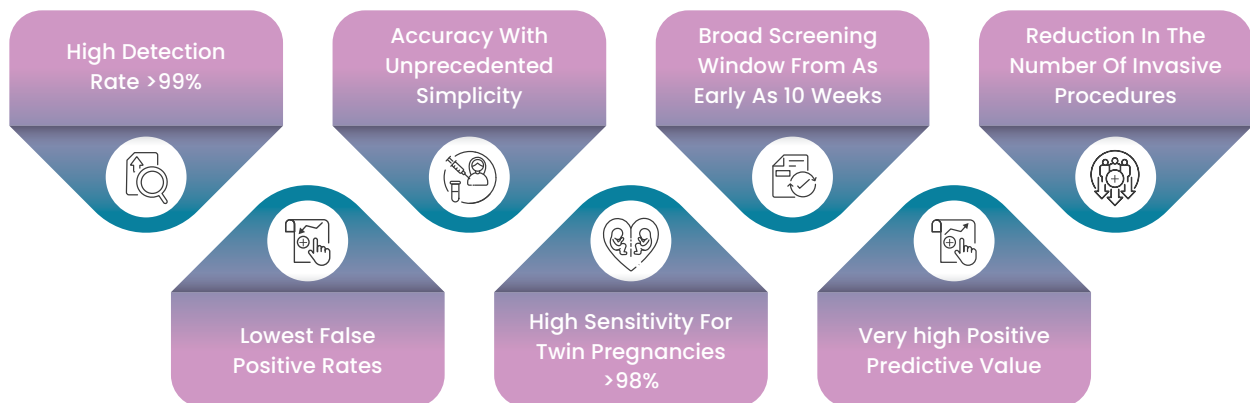 High Detection
Rate >99%
Accuracy With
Unprecedented
Simplicity
Broad Screening
Window From As
Early As 10 Weeks
Reduction In The
Number Of Invasive
Procedures
Lowest False
Positive Rates
High Sensitivity For
Twin Pregnancies
>98%
Very high Positive
Predictive Value